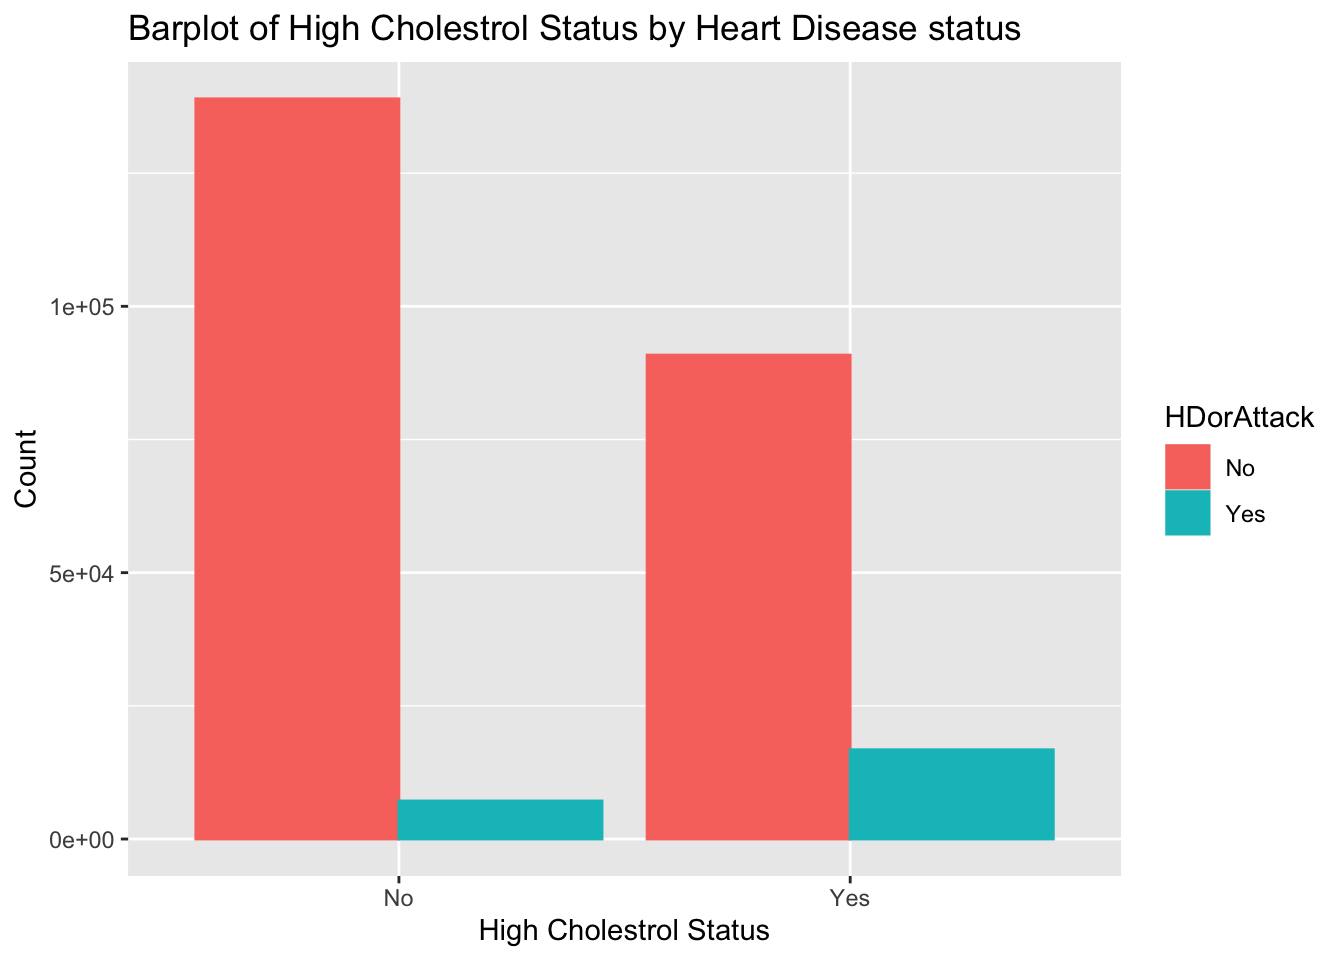 Barplot of High Cholestrol Status by Heart Disease status
Count
1e+05
5e+04
0e+00
No
Yes
High Cholestrol Status
HDorAttack
No
Yes